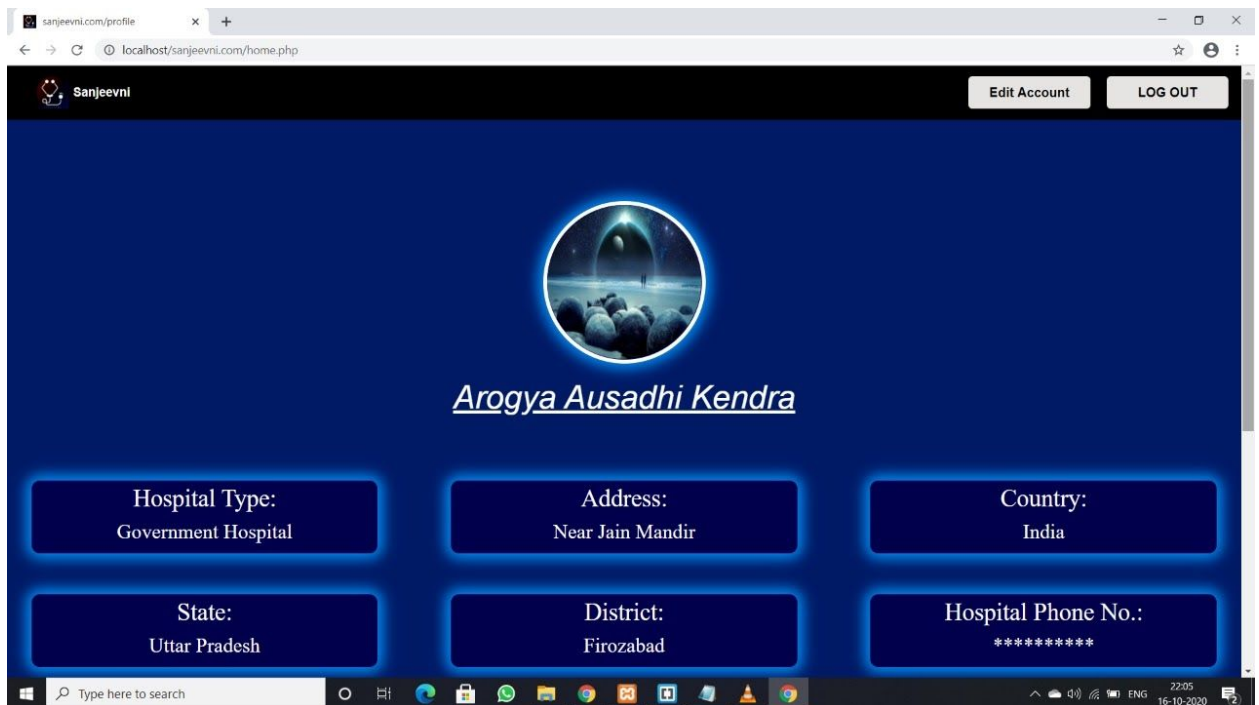 sanjeevni.com/profile
localhost/sanjeevni.com/home.php
Sanjeevni
Edit Account
LOG OUT
Arogya Ausadhi Kendra
Hospital Type:
Government Hospital
Address:
Near Jain Mandir
Country:
India
State:
Uttar Pradesh
District:
Firozabad
Hospital Phone No.:
**********
Type here to search
ENG
22:05
16-10-2020
2